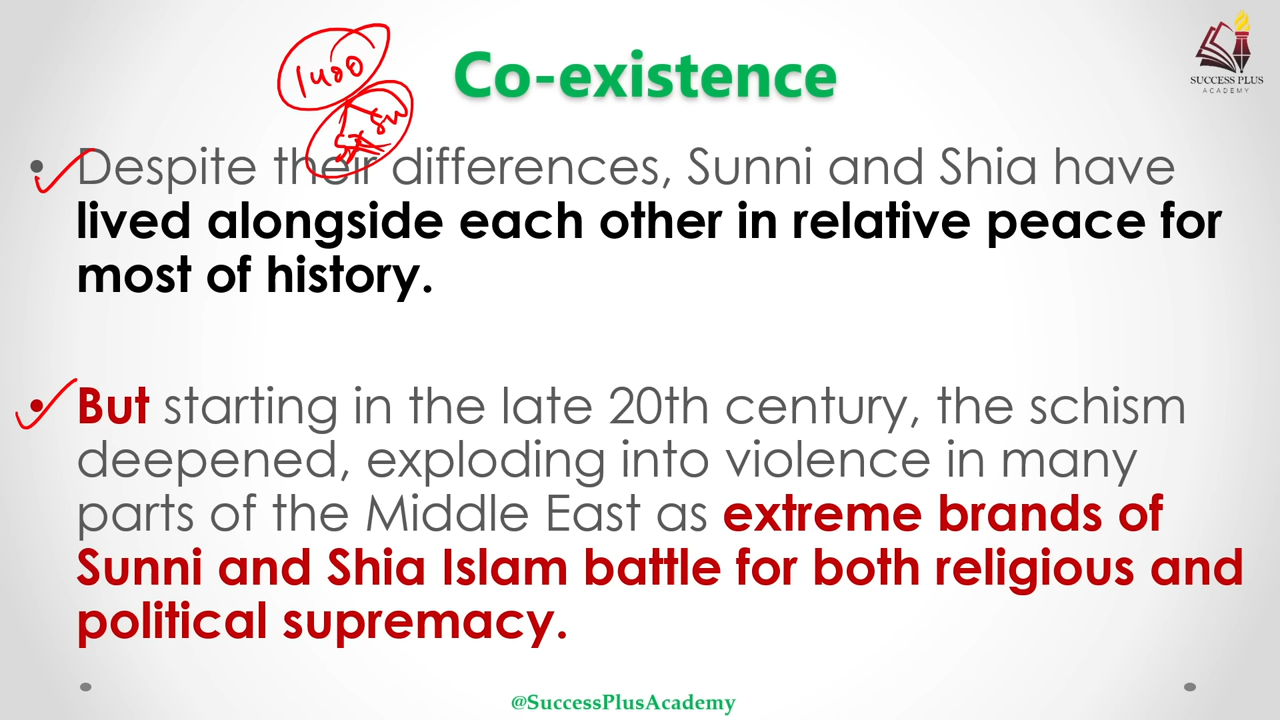 1400
Co-existence
SUCCESS PLUS
ACADEMY
• Despite their differences, Sunni and Shia have
lived alongside each other in relative peace for
most of history.
• But starting in the late 20th century, the schism
deepened, exploding into violence in many
parts of the Middle East as extreme brands of
Sunni and Shia Islam battle for both religious and
political supremacy.
@SuccessPlusAcademy